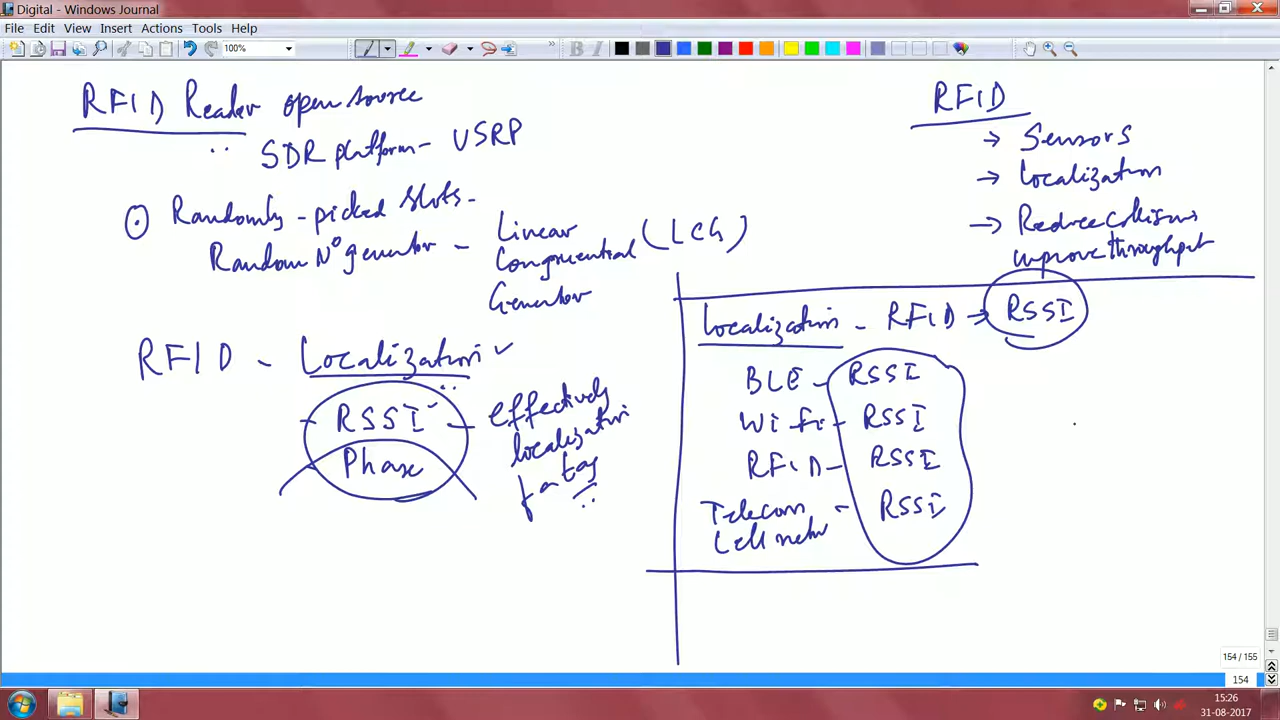 Digital - Windows Journal
File Edit View Insert Actions Tools Help
100%
RFID Reader open source
SDR platform - USRP
Randomly - picked slots -
Random No generator - Linear Congruential Generator (LCG)
RFID - Localization
- RSSI - effectively localization for tag
Phase
RFID
→ Sensors
→ Localization
→ Reduce Collisions
improve throughput
Localization - RFID → RSSI
BLE - RSSI
WiFi - RSSI
RFID - RSSI
Telecom - RSSI
Cell netw
154 / 155
154
15:26
31-08-2017